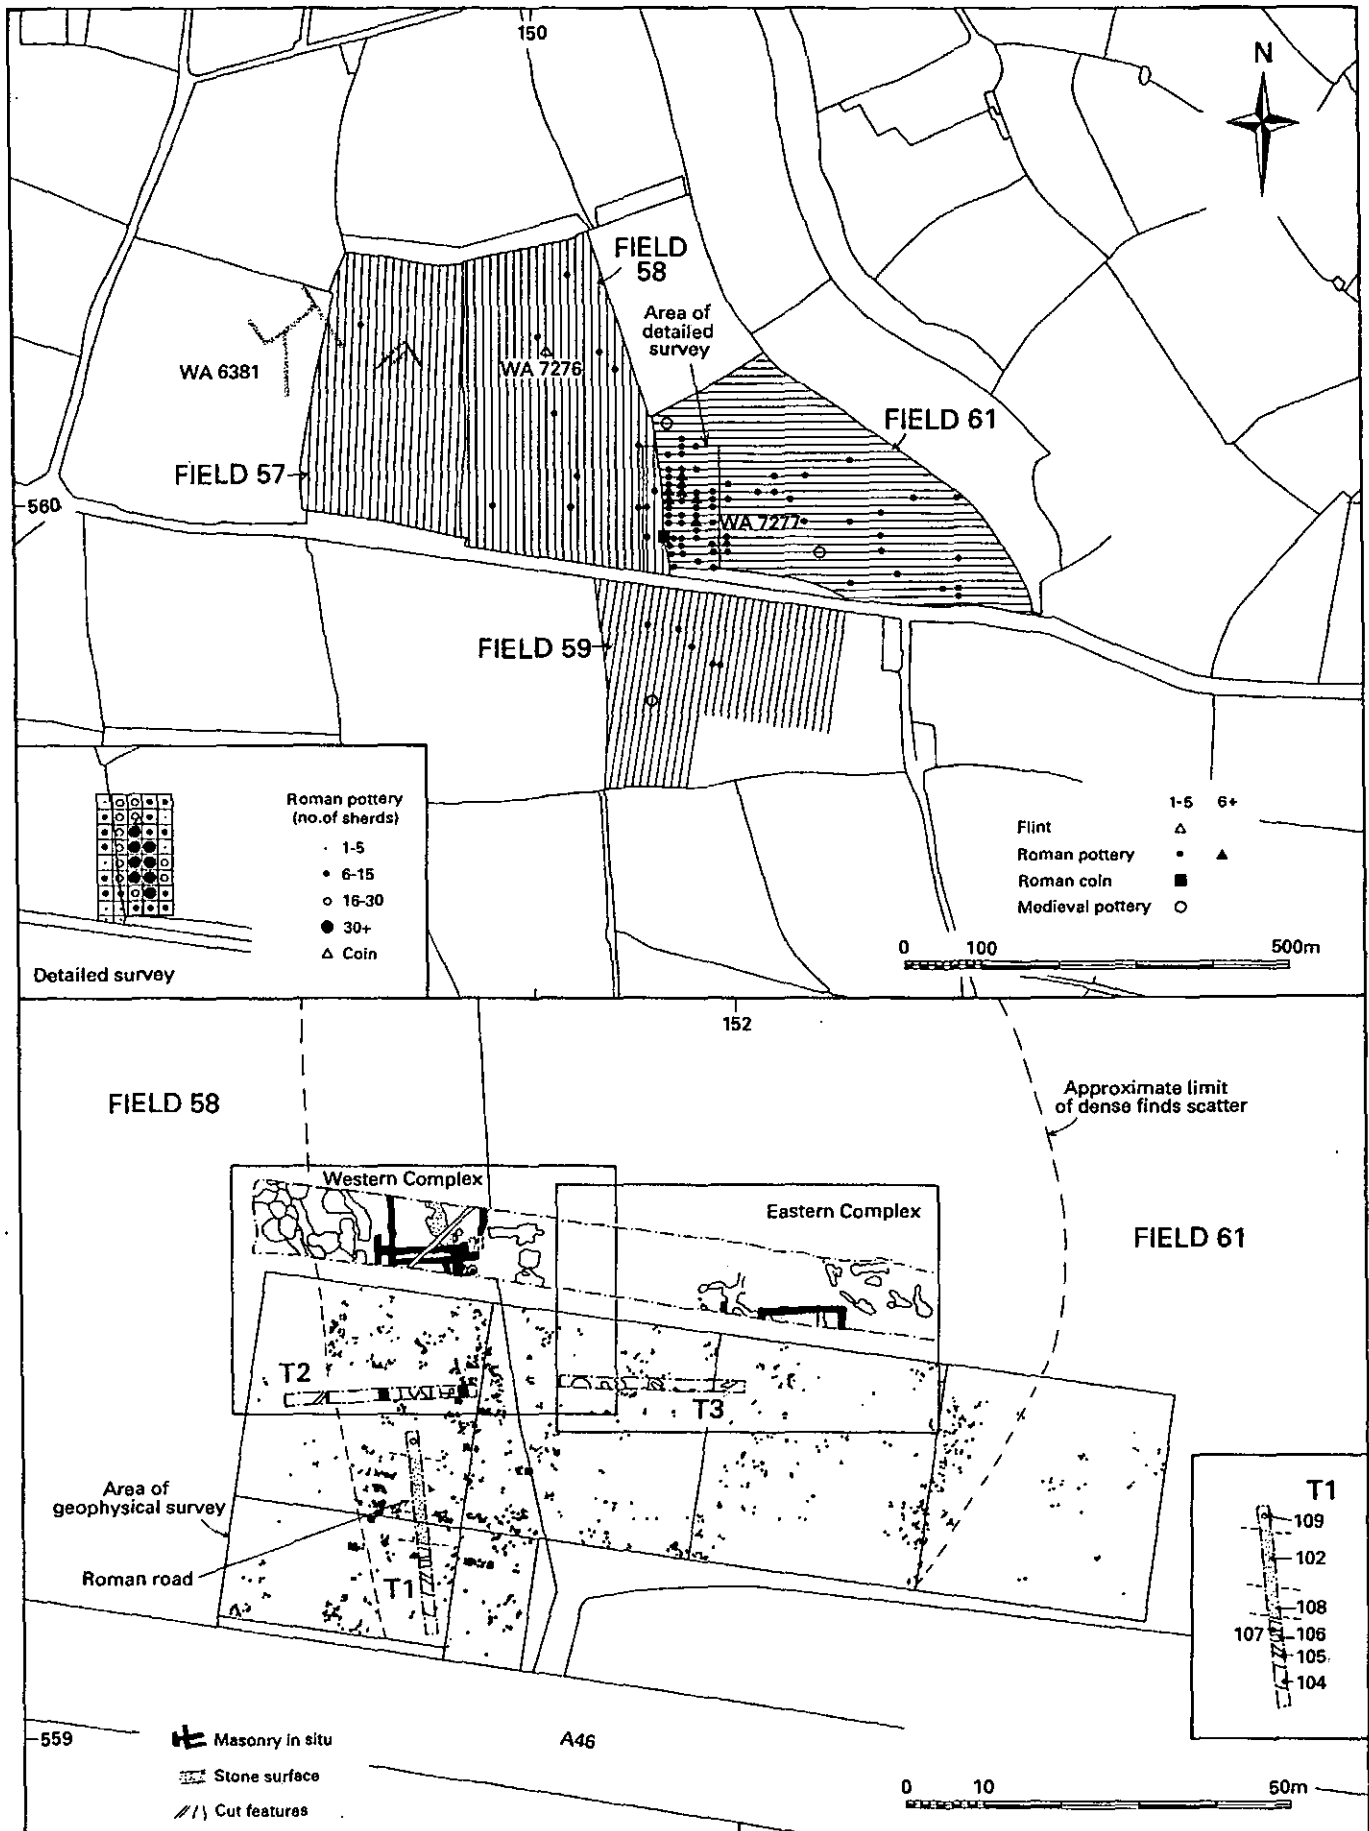 150
N
FIELD
58
Area of
detailed
survey
WA 6381
WA 7276
FIELD 61
FIELD 57
560
WA 7277
FIELD 59
Roman pottery
(no.of sherds)
1-5
6-15
16-30
30+
Coin
Detailed survey
1-5 6+
Flint
Roman pottery
Roman coin
Medieval pottery
0 100 500m
152
FIELD 58
Approximate limit
of dense finds scatter
Western Complex
Eastern Complex
FIELD 61
T2
T3
Area of
geophysical survey
Roman road
T1
T1
109
102
108
107 106
105
104
559
Masonry in situ
A46
Stone surface
Cut features
0 10 50m